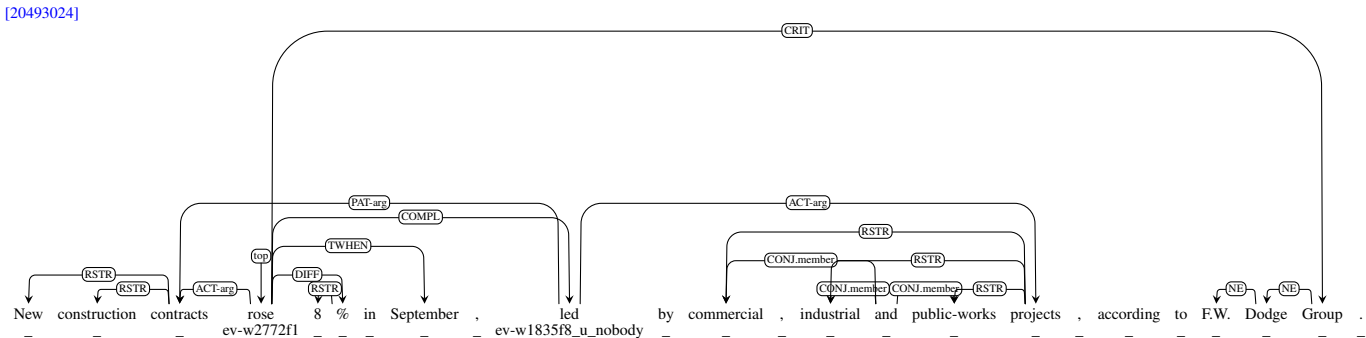 [20493024]
CRIT
PAT-arg ACT-arg
COMPL
RSTR
TWHEN
top CONJ.member RSTR
RSTR DIFF
RSTR ACT-arg RSTR CONJ.member CONJ.member RSTR NE NE
New construction contracts rose 8 % in September , led by commercial , industrial and public-works projects , according to F.W. Dodge Group .
_ _ _ ev-w2772f1 _ _ _ _ _ ev-w1835f8_u_nobody _ _ _ _ _ _ _ _ _ _ _ _ _ _